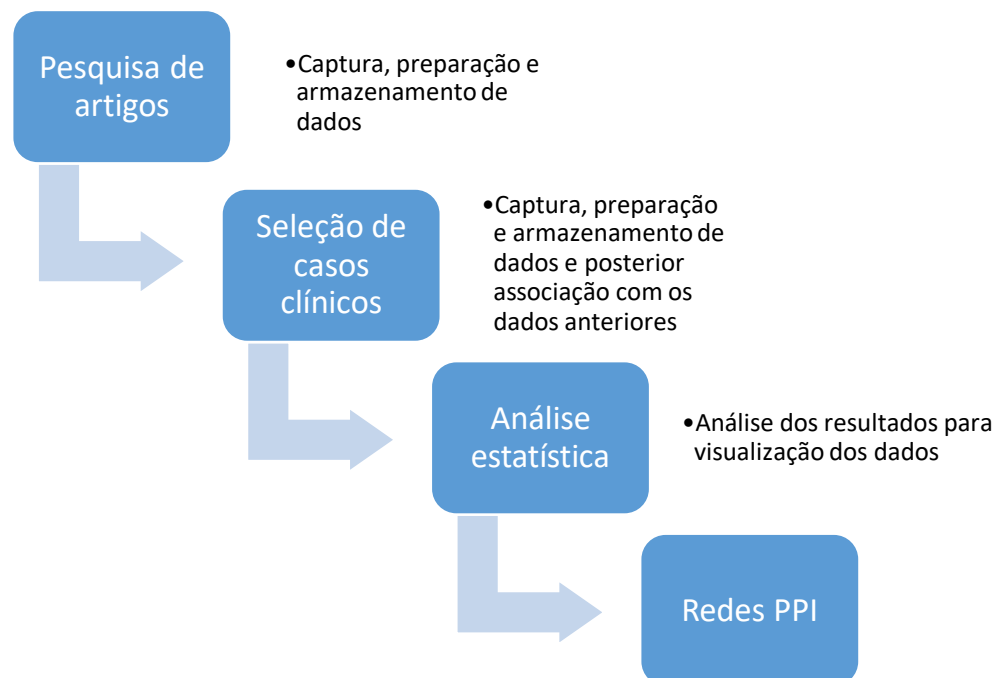 Pesquisa de
artigos
•Captura, preparação e
armazenamento de
dados
Seleção de
casos
clínicos
•Captura, preparação
e armazenamento de
dados e posterior
associação com os
dados anteriores
Análise
estatística
•Análise dos resultados para
visualização dos dados
Redes PPI